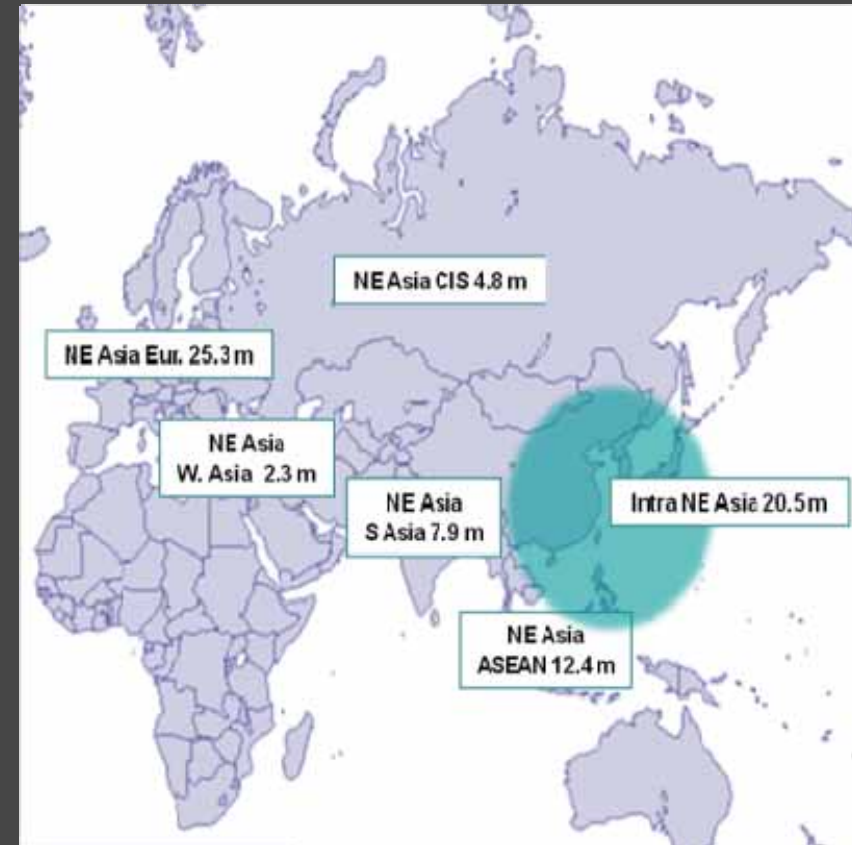 NE Asia CIS 4.8 m
NE Asia Eur. 25.3 m
NE Asia
W. Asia 2.3 m
NE Asia
S Asia 7.9 m
Intra NE Asia 20.5 m
NE Asia
ASEAN 12.4 m